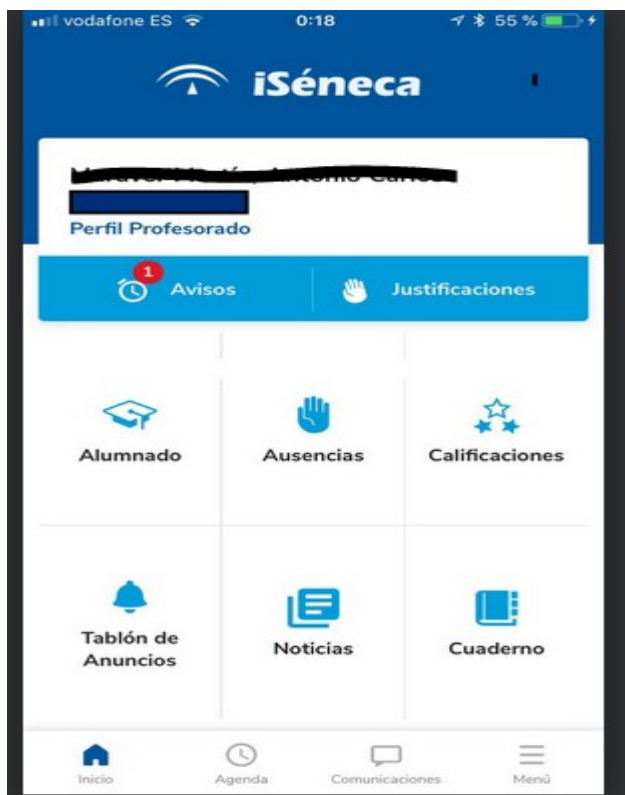 vodafone ES 0:18 55 %
iSéneca
Perfil Profesorado
1
Avisos Justificaciones
Alumnado Ausencias Calificaciones
Tablón de
Anuncios Noticias Cuaderno
Inicio Agenda Comunicaciones Menú